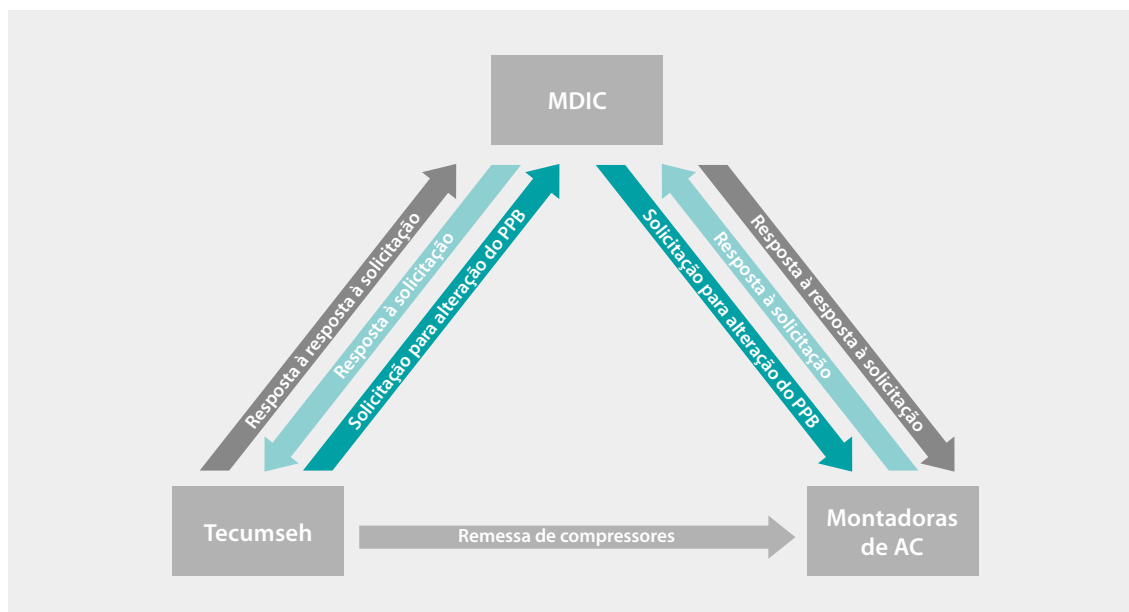 MDIC
Resposta à resposta à solicitação
Resposta à solicitação
Solicitação para alteração do PPB
Solicitação para alteração do PPB
Resposta à solicitação
Resposta à resposta à solicitação
Tecumseh
Remessa de compressores
Montadoras
de AC